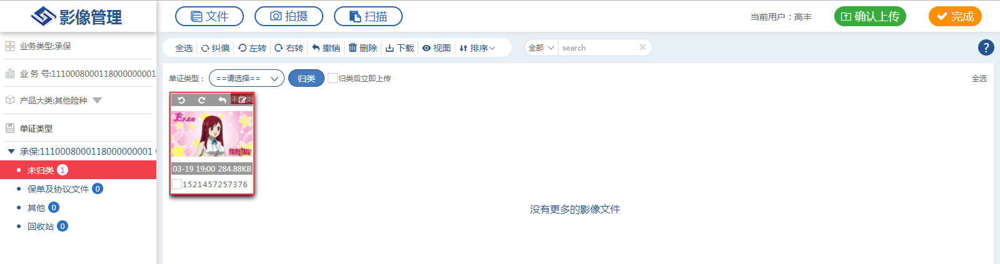 影像管理
文件 拍摄 扫描
当前用户：高丰
确认上传
完成
业务类型:承保
业 务 号:1110008000118000000001
产品大类:其他险种
单证类型
承保:1110008000118000000001
未归类 1
保单及协议文件 0
其他 0
回收站 0
全选 纠偏 左转 右转 撤销 删除 下载 视图 排序
全部 search
?
单证类型： ==请选择== 归类 归类后立即上传
全选
未归类
Erza
FAIRY TAIL
03-19 19:00 284.88KB
1521457257376
没有更多的影像文件